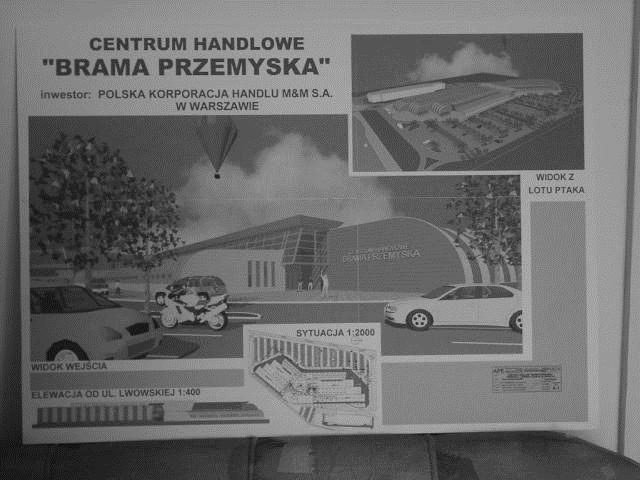 CENTRUM HANDLOWE
"BRAMA PRZEMYSKA"
inwestor: POLSKA KORPORACJA HANDLU M&M S.A.
W WARSZAWIE
WIDOK Z
LOTU PTAKA
CENTRUM HANDLOWE
BRAMA PRZEMYSKA
WIDOK WEJŚCIA
SYTUACJA 1:2000
ELEWACJA OD UL. LWOWSKIEJ 1:400